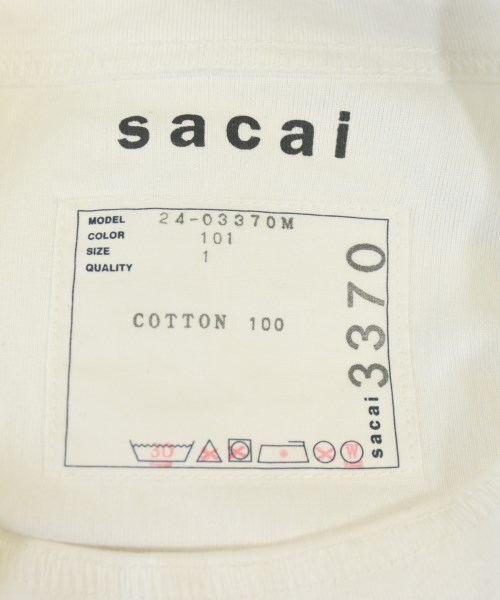 sacai
MODEL 24-03370M
COLOR 101
SIZE 1
QUALITY
COTTON 100
30
W
sacai 3370